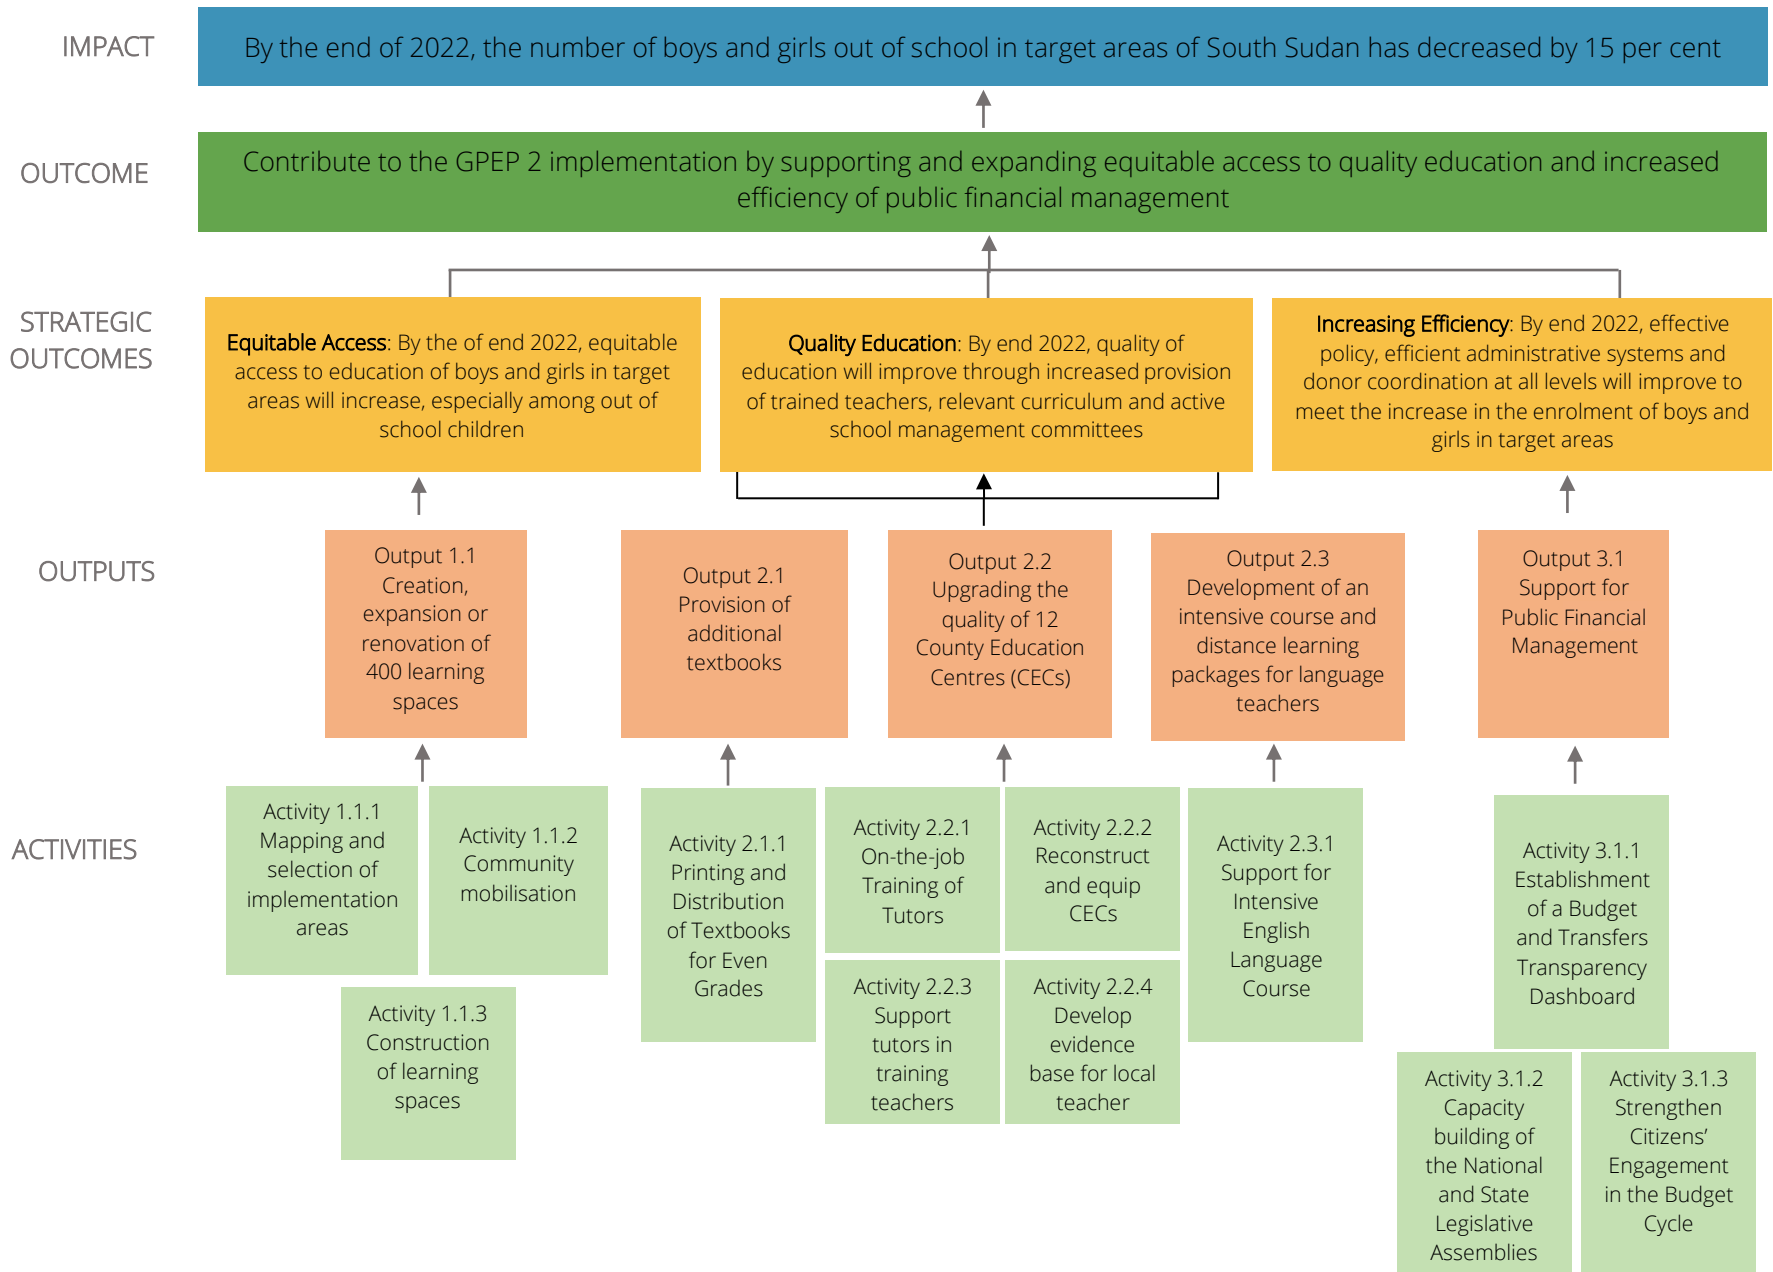 IMPACT
By the end of 2022, the number of boys and girls out of school in target areas of South Sudan has decreased by 15 per cent
OUTCOME
Contribute to the GPEP 2 implementation by supporting and expanding equitable access to quality education and increased
efficiency of public financial management
STRATEGIC
OUTCOMES
Equitable Access: By the of end 2022, equitable
access to education of boys and girls in target
areas will increase, especially among out of
school children
Quality Education: By end 2022, quality of
education will improve through increased provision
of trained teachers, relevant curriculum and active
school management committees
Increasing Efficiency: By end 2022, effective
policy, efficient administrative systems and
donor coordination at all levels will improve to
meet the increase in the enrolment of boys and
girls in target areas
OUTPUTS
Output 1.1
Creation,
expansion or
renovation of
400 learning
spaces
Output 2.1
Provision of
additional
textbooks
Output 2.2
Upgrading the
quality of 12
County Education
Centres (CECs)
Output 2.3
Development of an
intensive course and
distance learning
packages for language
teachers
Output 3.1
Support for
Public Financial
Management
ACTIVITIES
Activity 1.1.1
Mapping and
selection of
implementation
areas
Activity 1.1.2
Community
mobilisation
Activity 1.1.3
Construction
of learning
spaces
Activity 2.1.1
Printing and
Distribution
of Textbooks
for Even
Grades
Activity 2.2.1
On-the-job
Training of
Tutors
Activity 2.2.2
Reconstruct
and equip
CECs
Activity 2.2.3
Support
tutors in
training
teachers
Activity 2.2.4
Develop
evidence
base for local
teacher
Activity 2.3.1
Support for
Intensive
English
Language
Course
Activity 3.1.1
Establishment
of a Budget
and Transfers
Transparency
Dashboard
Activity 3.1.2
Capacity
building of
the National
and State
Legislative
Assemblies
Activity 3.1.3
Strengthen
Citizens’
Engagement
in the Budget
Cycle